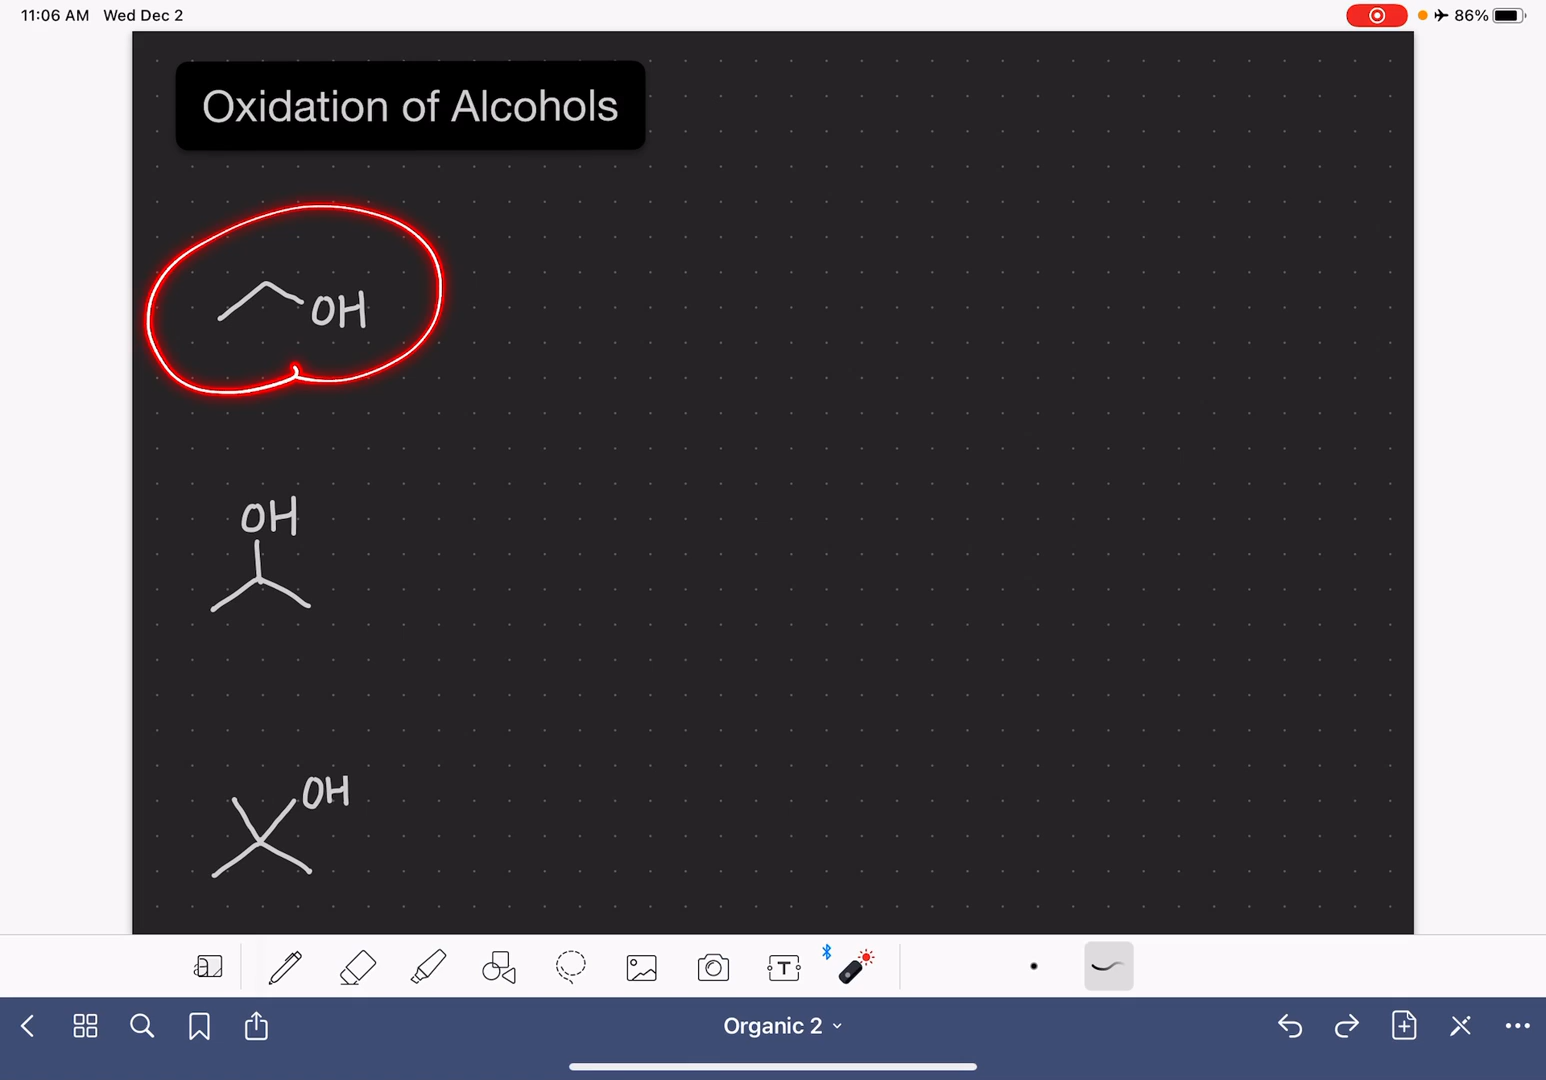 11:06 AM Wed Dec 2
86%
Oxidation of Alcohols
OH
OH
OH
T
Organic 2